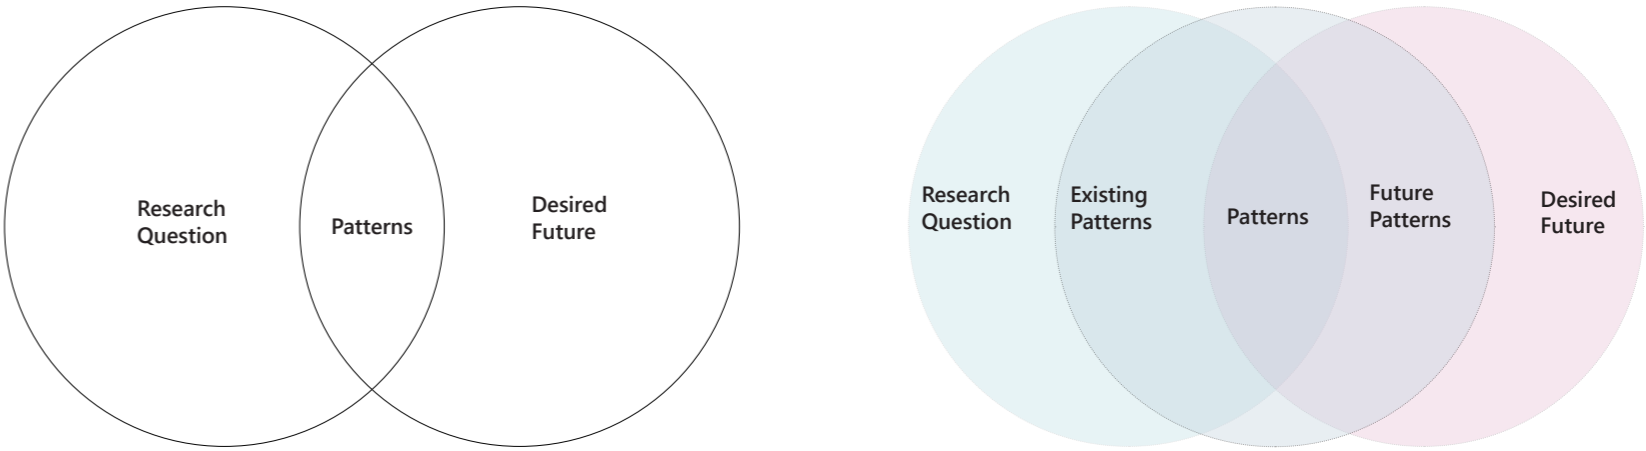 Research
Question
Patterns
Desired
Future
Research
Question
Existing
Patterns
Patterns
Future
Patterns
Desired
Future